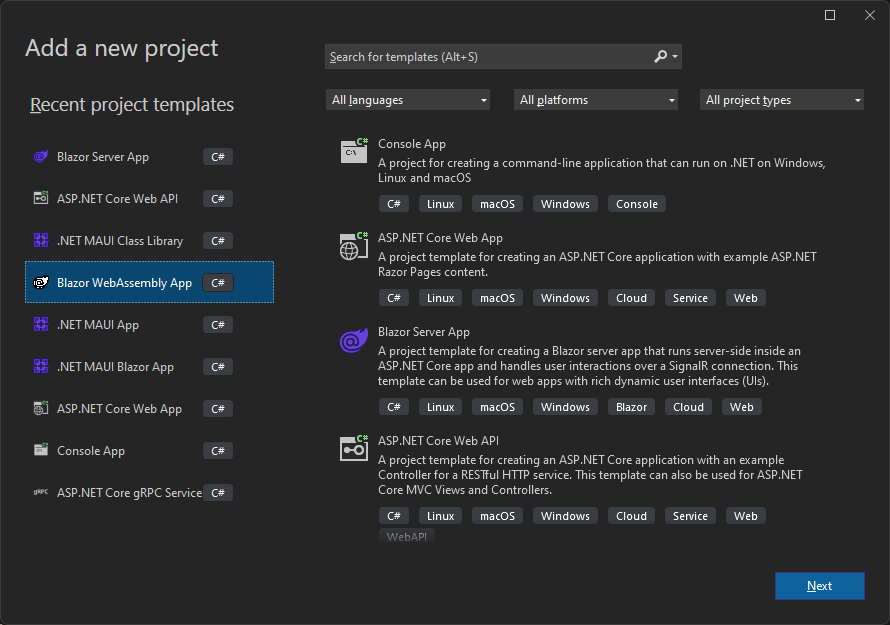 Add a new project
Search for templates (Alt+S)
Recent project templates
All languages
All platforms
All project types
Blazor Server App C#
ASP.NET Core Web API C#
.NET MAUI Class Library C#
Blazor WebAssembly App C#
.NET MAUI App C#
.NET MAUI Blazor App C#
ASP.NET Core Web App C#
Console App C#
gRPC ASP.NET Core gRPC Service C#
C#
C:\
Console App
A project for creating a command-line application that can run on .NET on Windows,
Linux and macOS
C# Linux macOS Windows Console
C#
ASP.NET Core Web App
A project template for creating an ASP.NET Core application with example ASP.NET
Razor Pages content.
C# Linux macOS Windows Cloud Service Web
Blazor Server App
A project template for creating a Blazor server app that runs server-side inside an
ASP.NET Core app and handles user interactions over a SignalR connection. This
template can be used for web apps with rich dynamic user interfaces (UIs).
C# Linux macOS Windows Blazor Cloud Web
C#
ASP.NET Core Web API
A project template for creating an ASP.NET Core application with an example
Controller for a RESTful HTTP service. This template can also be used for ASP.NET
Core MVC Views and Controllers.
C# Linux macOS Windows Cloud Service Web
WebAPI
Next